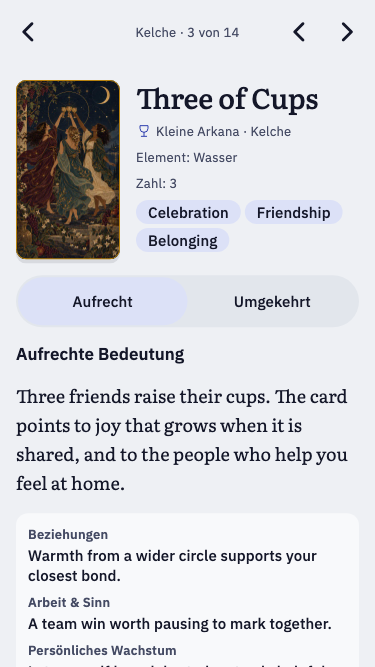 Kelche · 3 von 14
Three of Cups
Kleine Arkana · Kelche
Element: Wasser
Zahl: 3
Celebration
Friendship
Belonging
Aufrecht
Umgekehrt
Aufrechte Bedeutung
Three friends raise their cups. The card
points to joy that grows when it is
shared, and to the people who help you
feel at home.
Beziehungen
Warmth from a wider circle supports your
closest bond.
Arbeit & Sinn
A team win worth pausing to mark together.
Persönliches Wachstum